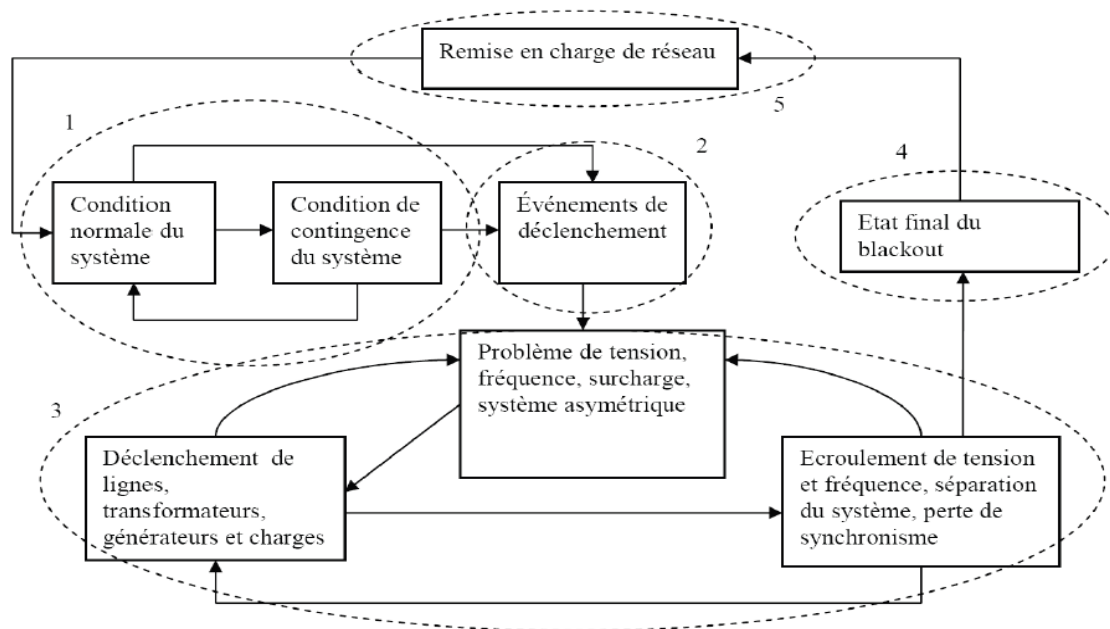 Remise en charge de réseau
5
1
2
4
Condition
normale du
système
Condition de
contingence
du système
Événements de
déclenchement
Etat final du
blackout
3
Problème de tension,
fréquence, surcharge,
système asymétrique
Déclenchement de
lignes,
transformateurs,
générateurs et charges
Ecroulement de tension
et fréquence, séparation
du système, perte de
synchronisme